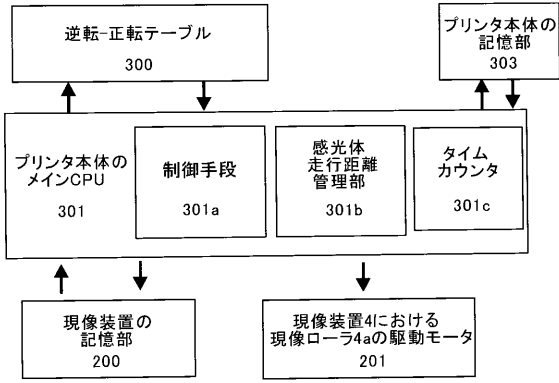 逆転-正転テーブル
300
プリンタ本体の
記憶部
303
プリンタ本体の
メインCPU
301
制御手段
301a
感光体
走行距離
管理部
301b
タイム
カウンタ
301c
現像装置の
記憶部
200
現像装置4における
現像ローラ4aの駆動モータ
201